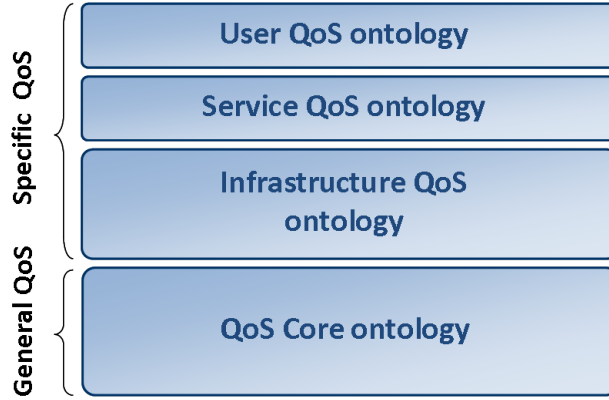 User QoS ontology
Service QoS ontology
Infrastructure QoS
ontology
QoS Core ontology
Specific QoS
General QoS